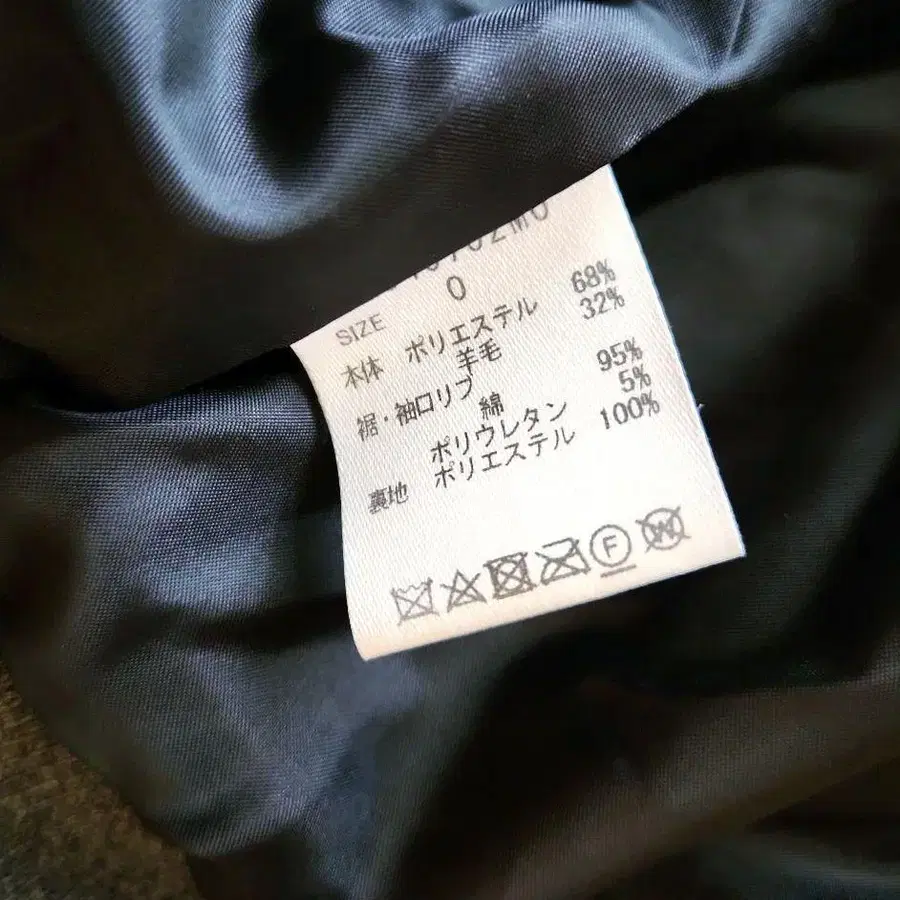 SIZE 0
本体 ポリエステル 68%
羊毛 32%
裾・袖口リブ
綿 95%
ポリウレタン 5%
裏地 ポリエステル 100%
F W